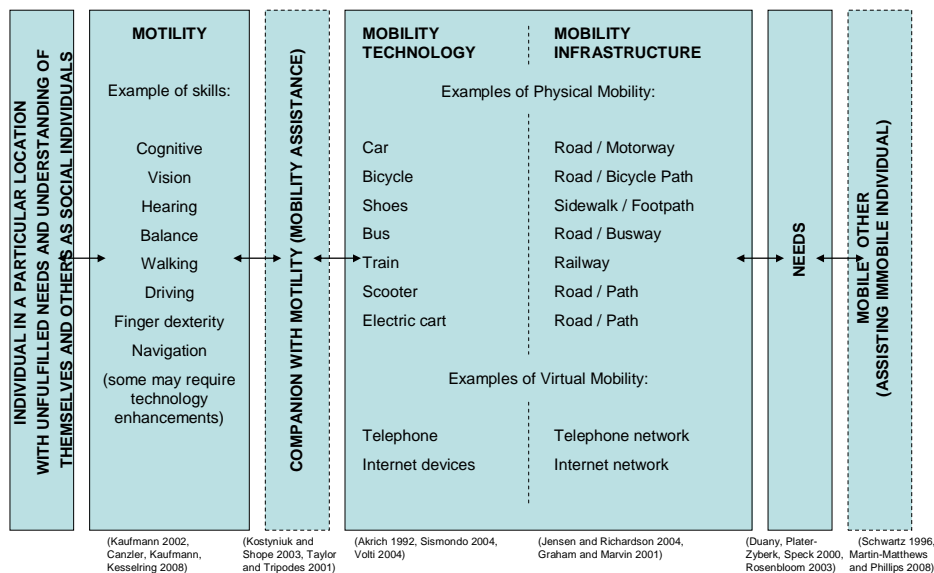 INDIVIDUAL IN A PARTICULAR LOCATION
WITH UNFULFILLED NEEDS AND UNDERSTANDING OF
THEMSELVES AND OTHERS AS SOCIAL INDIVIDUALS
MOTILITY
Example of skills:
Cognitive
Vision
Hearing
Balance
Walking
Driving
Finger dexterity
Navigation
(some may require
technology
enhancements)
COMPANION WITH MOTILITY (MOBILITY ASSISTANCE)
MOBILITY
TECHNOLOGY
MOBILITY
INFRASTRUCTURE
Examples of Physical Mobility:
Car
Road / Motorway
Bicycle
Road / Bicycle Path
Shoes
Sidewalk / Footpath
Bus
Road / Busway
Train
Railway
Scooter
Road / Path
Electric cart
Road / Path
Examples of Virtual Mobility:
Telephone
Telephone network
Internet devices
Internet network
NEEDS
MOBILE OTHER
(ASSISTING IMMOBILE INDIVIDUAL)
(Kaufmann 2002,
Canzler, Kaufmann,
Kesselring 2008)
(Kostyniuk and
Shope 2003, Taylor
and Tripodes 2001)
(Akrich 1992, Sismondo 2004,
Volti 2004)
(Jensen and Richardson 2004,
Graham and Marvin 2001)
(Duany, Plater-
Zyberk, Speck 2000,
Rosenbloom 2003)
(Schwartz 1996,
Martin-Matthews
and Phillips 2008)